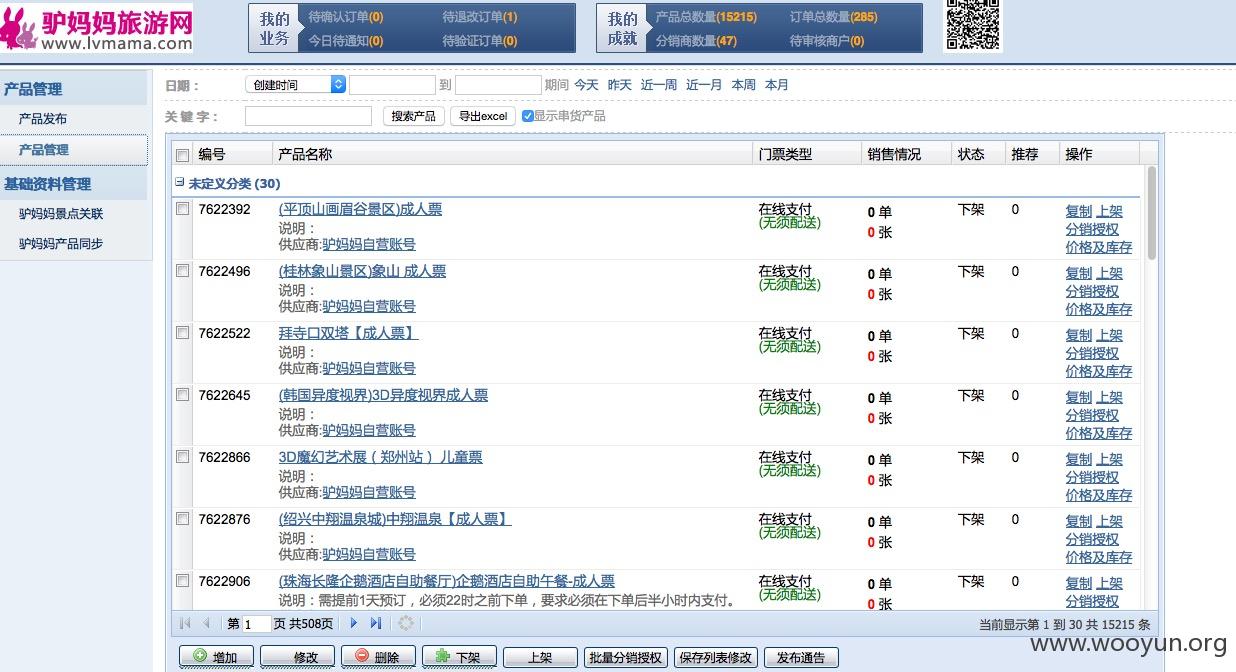 驴妈妈旅游网
www.lvmama.com
我的业务
待确认订单(0) 待退改订单(1)
今日待通知(0) 待验证订单(0)
我的成就
产品总数量(15215) 订单总数量(285)
分销商数量(47) 待审核商户(0)
产品管理
产品发布
产品管理
基础资料管理
驴妈妈景点关联
驴妈妈产品同步
日期： 创建时间 到 期间 今天 昨天 近一周 近一月 本周 本月
关键字： 搜索产品 导出excel 显示串货产品
编号 产品名称 门票类型 销售情况 状态 推荐 操作
未定义分类 (30)
7622392 (平顶山画眉谷景区)成人票 在线支付 0 单 下架 0 复制 上架
说明： (无须配送) 0 张 分销授权
供应商:驴妈妈自营账号 价格及库存
7622496 (桂林象山景区)象山 成人票 在线支付 0 单 下架 0 复制 上架
说明： (无须配送) 0 张 分销授权
供应商:驴妈妈自营账号 价格及库存
7622522 拜寺口双塔【成人票】 在线支付 0 单 下架 0 复制 上架
说明： (无须配送) 0 张 分销授权
供应商:驴妈妈自营账号 价格及库存
7622645 (韩国异度视界)3D异度视界成人票 在线支付 0 单 下架 0 复制 上架
说明： (无须配送) 0 张 分销授权
供应商:驴妈妈自营账号 价格及库存
7622866 3D魔幻艺术展（郑州站）儿童票 在线支付 0 单 下架 0 复制 上架
说明： (无须配送) 0 张 分销授权
供应商:驴妈妈自营账号 价格及库存
7622876 (绍兴中翔温泉城)中翔温泉【成人票】 在线支付 0 单 下架 0 复制 上架
说明： (无须配送) 0 张 分销授权
供应商:驴妈妈自营账号 价格及库存
7622906 (珠海长隆企鹅酒店自助餐厅)企鹅酒店自助午餐-成人票 在线支付 0 单 下架 0 复制 上架
说明：需提前1天预订，必须22时之前下单，要求必须在下单后半小时内支付。 (无须配送) 0 张 分销授权
第 1 页 共508页 当前显示第 1 到 30 共 15215 条
增加 修改 删除 下架 上架 批量分销授权 保存列表修改 发布通告
www.wooyun.org